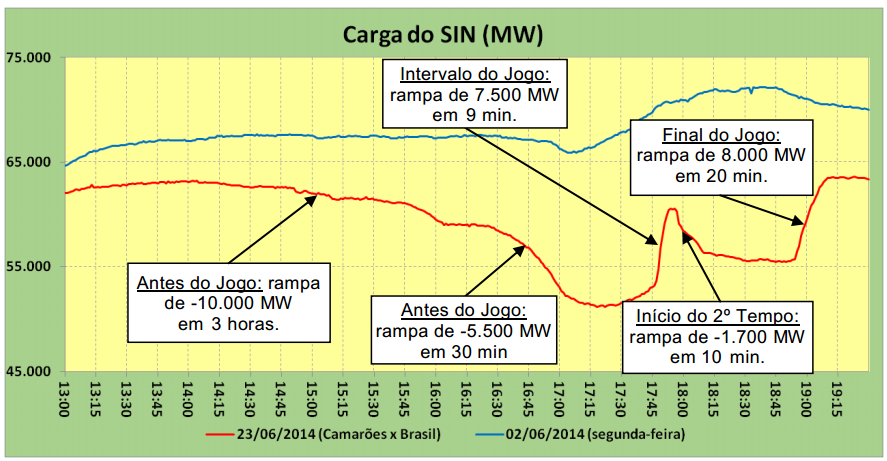 Carga do SIN (MW)
75.000
65.000
55.000
45.000
Intervalo do Jogo:
rampa de 7.500 MW
em 9 min.
Final do Jogo:
rampa de 8.000 MW
em 20 min.
Antes do Jogo: rampa
de -10.000 MW
em 3 horas.
Antes do Jogo:
rampa de -5.500 MW
em 30 min
Início do 2º Tempo:
rampa de -1.700 MW
em 10 min.
13:00
13:15
13:30
13:45
14:00
14:15
14:30
14:45
15:00
15:15
15:30
15:45
16:00
16:15
16:30
16:45
17:00
17:15
17:30
17:45
18:00
18:15
18:30
18:45
19:00
19:15
23/06/2014 (Camarões x Brasil)
02/06/2014 (segunda-feira)